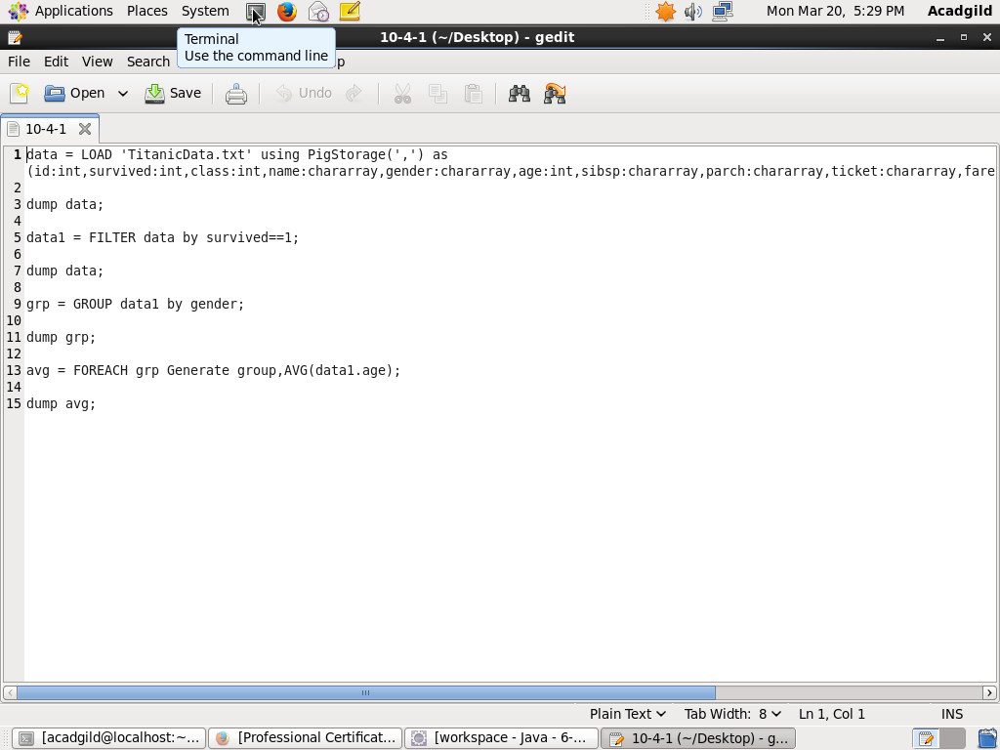 Applications Places System Mon Mar 20, 5:29 PM Acadgild
Terminal
Use the command line
10-4-1 (~/Desktop) - gedit
File Edit View Search p
Open Save Undo
10-4-1
1 data = LOAD 'TitanicData.txt' using PigStorage(',') as
(id:int,survived:int,class:int,name:chararray,gender:chararray,age:int,sibsp:chararray,parch:chararray,ticket:chararray,fare
2
3 dump data;
4
5 data1 = FILTER data by survived==1;
6
7 dump data;
8
9 grp = GROUP data1 by gender;
10
11 dump grp;
12
13 avg = FOREACH grp Generate group,AVG(data1.age);
14
15 dump avg;
Plain Text Tab Width: 8 Ln 1, Col 1 INS
[acadgild@localhost:~... [Professional Certificat... [workspace - Java - 6-... 10-4-1 (~/Desktop) - g...